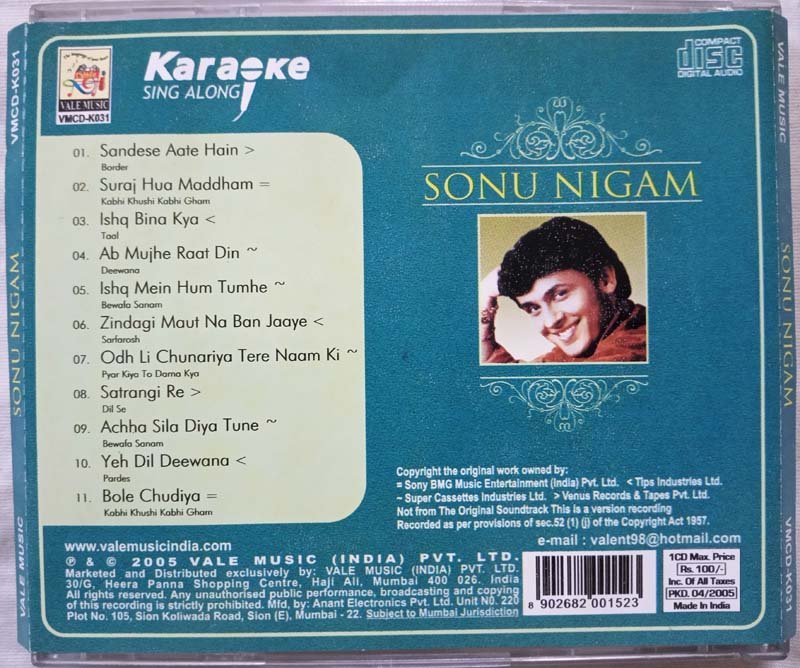 VALE MUSIC
VMCD-K031
Karaoke
SING ALONG
COMPACT
disc
DIGITAL AUDIO
01. Sandese Aate Hain >
Border
02. Suraj Hua Maddham =
Kabhi Khushi Kabhi Gham
03. Ishq Bina Kya <
Taal
04. Ab Mujhe Raat Din ~
Deewana
05. Ishq Mein Hum Tumhe ~
Bewafa Sanam
06. Zindagi Maut Na Ban Jaaye <
Sarfarosh
07. Odh Li Chunariya Tere Naam Ki ~
Pyar Kiya To Darna Kya
08. Satrangi Re >
Dil Se
09. Achha Sila Diya Tune ~
Bewafa Sanam
10. Yeh Dil Deewana <
Pardes
11. Bole Chudiya =
Kabhi Khushi Kabhi Gham
SONU NIGAM
Copyright the original work owned by:
= Sony BMG Music Entertainment (India) Pvt. Ltd. < Tips Industries Ltd.
~ Super Cassettes Industries Ltd. > Venus Records & Tapes Pvt. Ltd.
Not from The Original Soundtrack This is a version recording
Recorded as per provisions of sec.52 (1) (j) of the Copyright Act 1957.
www.valemusicindia.com
e-mail : valent98@hotmail.com
℗ & © 2005 VALE MUSIC (INDIA) PVT. LTD.
Marketed and Distributed exclusively by: VALE MUSIC (INDIA) PVT. LTD.
30/G, Heera Panna Shopping Centre, Haji Ali, Mumbai 400 026. India
All rights reserved. Any unauthorised public performance, broadcasting and copying
of this recording is strictly prohibited. Mfd, by: Anant Electronics Pvt. Ltd. Unit N0. 220
Plot No. 105, Sion Koliwada Road, Sion (E), Mumbai - 22. Subject to Mumbai Jurisdiction
8 902682 001523
1CD Max. Price
Rs. 100/-
Inc. Of All Taxes
PKD. 04/2005
Made In India
VMCD-K031
SONU NIGAM
VALE MUSIC
VALE MUSIC
SONU NIGAM
VMCD-K031